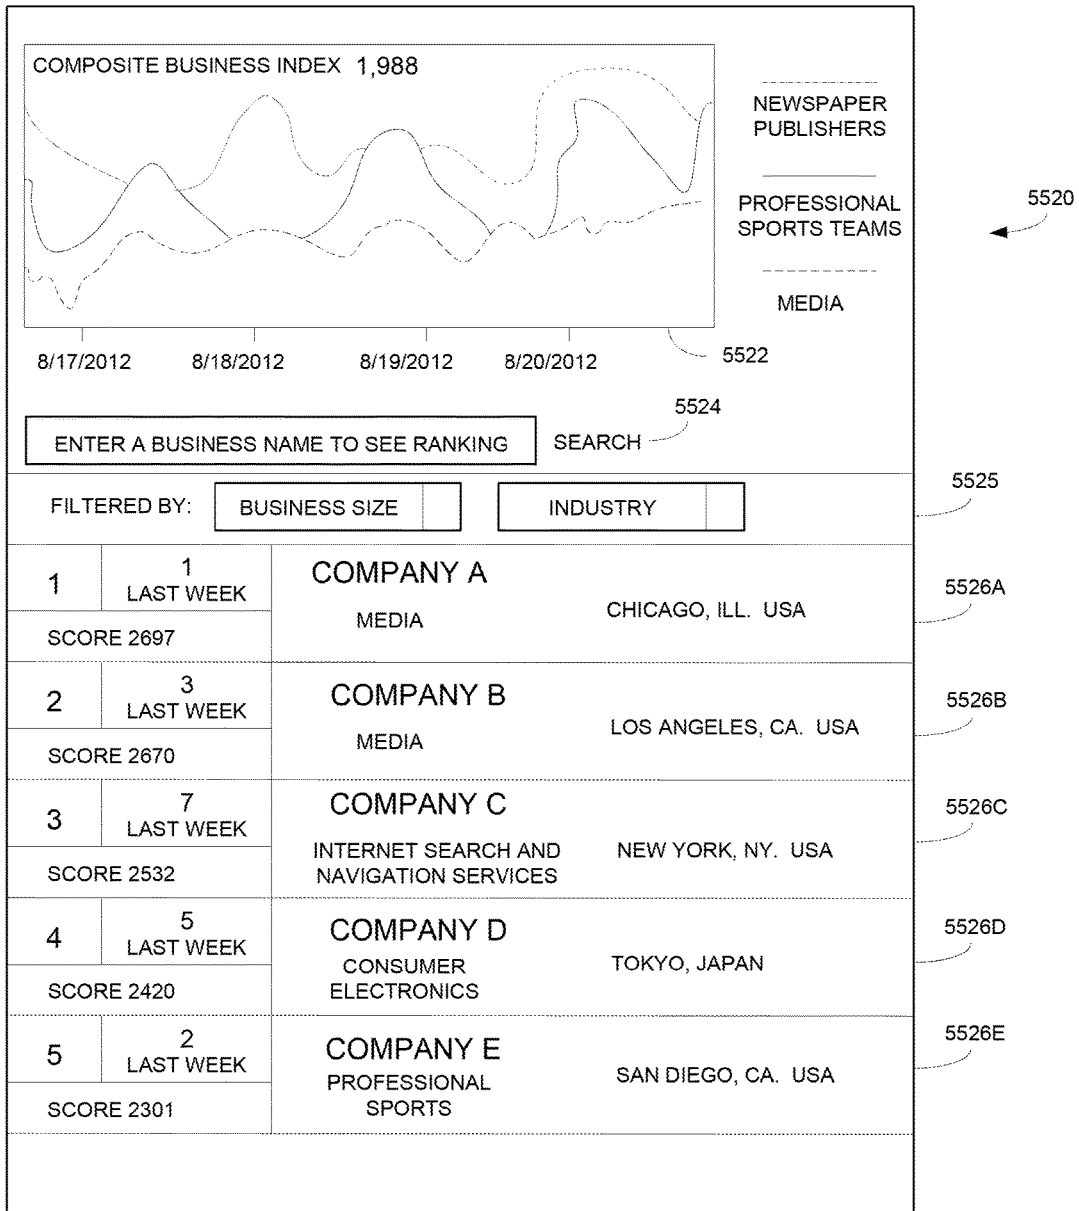 COMPOSITE BUSINESS INDEX 1,988
NEWSPAPER
PUBLISHERS
PROFESSIONAL
SPORTS TEAMS
MEDIA
5520
8/17/2012 8/18/2012 8/19/2012 8/20/2012
5522
ENTER A BUSINESS NAME TO SEE RANKING SEARCH
5524
FILTERED BY: BUSINESS SIZE INDUSTRY
5525
1
1
LAST WEEK
SCORE 2697
COMPANY A
MEDIA
CHICAGO, ILL. USA
5526A
2
3
LAST WEEK
SCORE 2670
COMPANY B
MEDIA
LOS ANGELES, CA. USA
5526B
3
7
LAST WEEK
SCORE 2532
COMPANY C
INTERNET SEARCH AND
NAVIGATION SERVICES
NEW YORK, NY. USA
5526C
4
5
LAST WEEK
SCORE 2420
COMPANY D
CONSUMER
ELECTRONICS
TOKYO, JAPAN
5526D
5
2
LAST WEEK
SCORE 2301
COMPANY E
PROFESSIONAL
SPORTS
SAN DIEGO, CA. USA
5526E